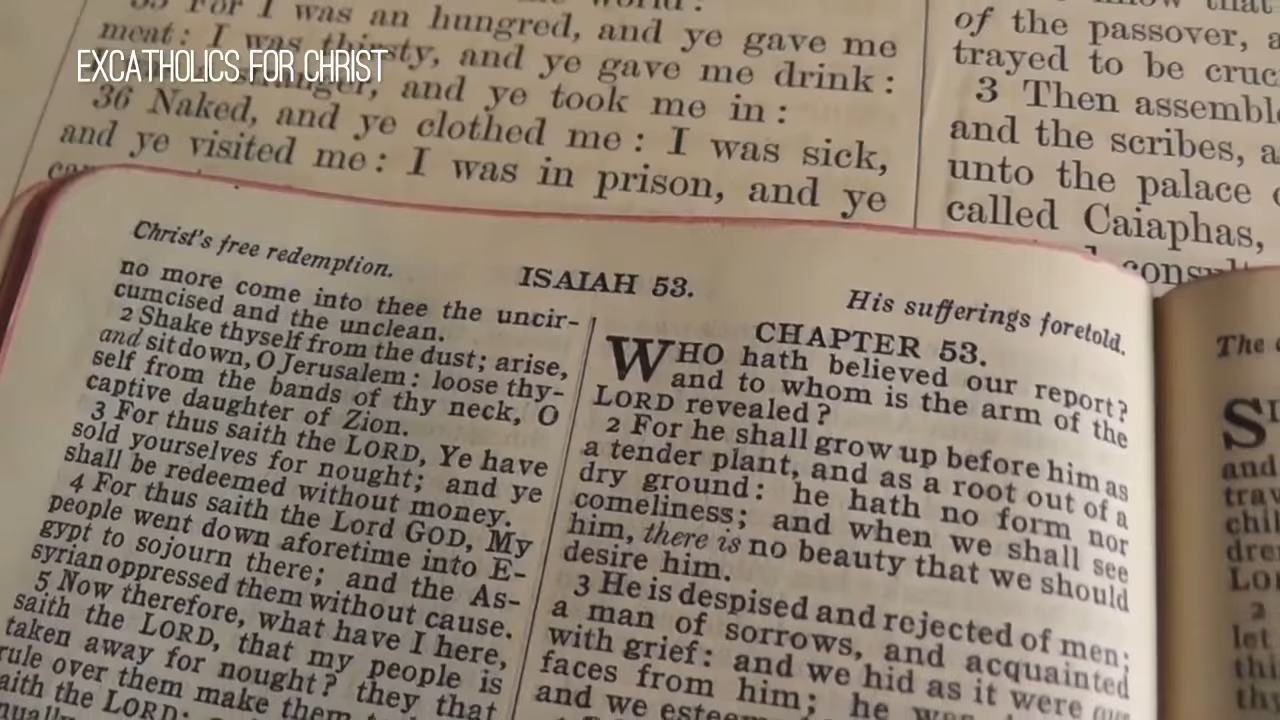 EXCATHOLICS FOR CHRIST
35 For I was an hungred, and ye gave me
meat: I was thirsty, and ye gave me drink:
stranger, and ye took me in:
36 Naked, and ye clothed me: I was sick,
and ye visited me: I was in prison, and ye
of the passover,
trayed to be
3 Then
and the scribes,
unto the palace
called Caiaphas,
Christ's free redemption.
ISAIAH 53.
His sufferings foretold.
no more come into thee the uncir-
cumcised and the unclean.
2 Shake thyself from the dust; arise,
and sit down, O Jerusalem: loose thy-
self from the bands of thy neck, O
captive daughter of Zion.
3 For thus saith the LORD, Ye have
sold yourselves for nought; and ye
shall be redeemed without money.
4 For thus saith the Lord GOD, My
people went down aforetime into E-
gypt to sojourn there; and the As-
syrian oppressed them without cause.
5 Now therefore, what have I here,
saith the LORD, that my people is
taken away for nought? they that
rule over them make them
saith the LORD;
CHAPTER 53.
WHO hath believed our report?
and to whom is the arm of the
LORD revealed?
2 For he shall grow up before him as
a tender plant, and as a root out of a
dry ground: he hath no form nor
comeliness; and when we shall see
him, there is no beauty that we should
desire him.
3 He is despised and rejected of men;
a man of sorrows, and acquainted
with grief: and we hid as it were our
faces from him; he was
and we
The
and
2
let